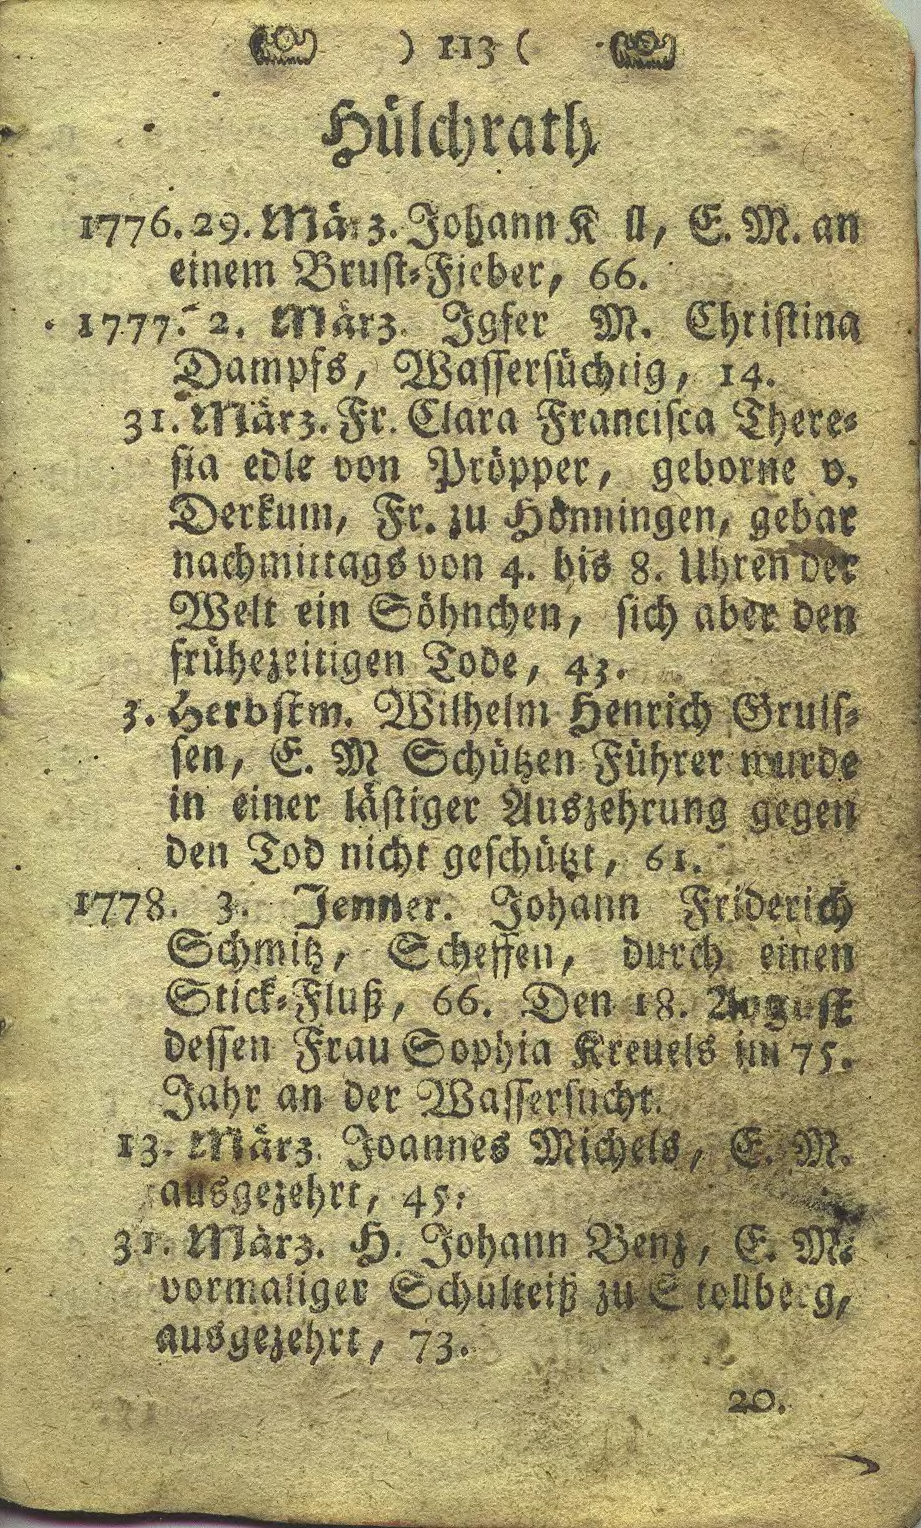 ) 113 (
Hülchrath
1776. 29. März. Johann K ll, E. M. an
einem Brust-Fieber, 66.
1777. 2. März. Jgfer M. Christina
Dampfs, Wassersüchtig, 14.
31. März. Fr. Clara Francisca There-
sia edle von Pröpper, geborne v.
Derkum, Fr. zu Hönningen, gebar
nachmittags von 4. bis 8. Uhren der
Welt ein Söhnchen, sich aber den
frühezeitigen Tode, 43.
3. Herbstm. Wilhelm Henrich Gruis-
sen, E. M Schützen Führer wurde
in einer lästiger Auszehrung gegen
den Tod nicht geschützt, 61.
1778. 3. Jenner. Johann Friderich
Schmitz, Scheffen, durch einen
Stick-Fluß, 66. Den 18. August
dessen Frau Sophia Kreuels im 75.
Jahr an der Wassersucht.
13. März. Joannes Michels, E. M.
ausgezehrt, 45.
31. März. H. Johann Benz, E. M.
vormaliger Schulteiß zu Stollberg,
ausgezehrt, 73.
20.